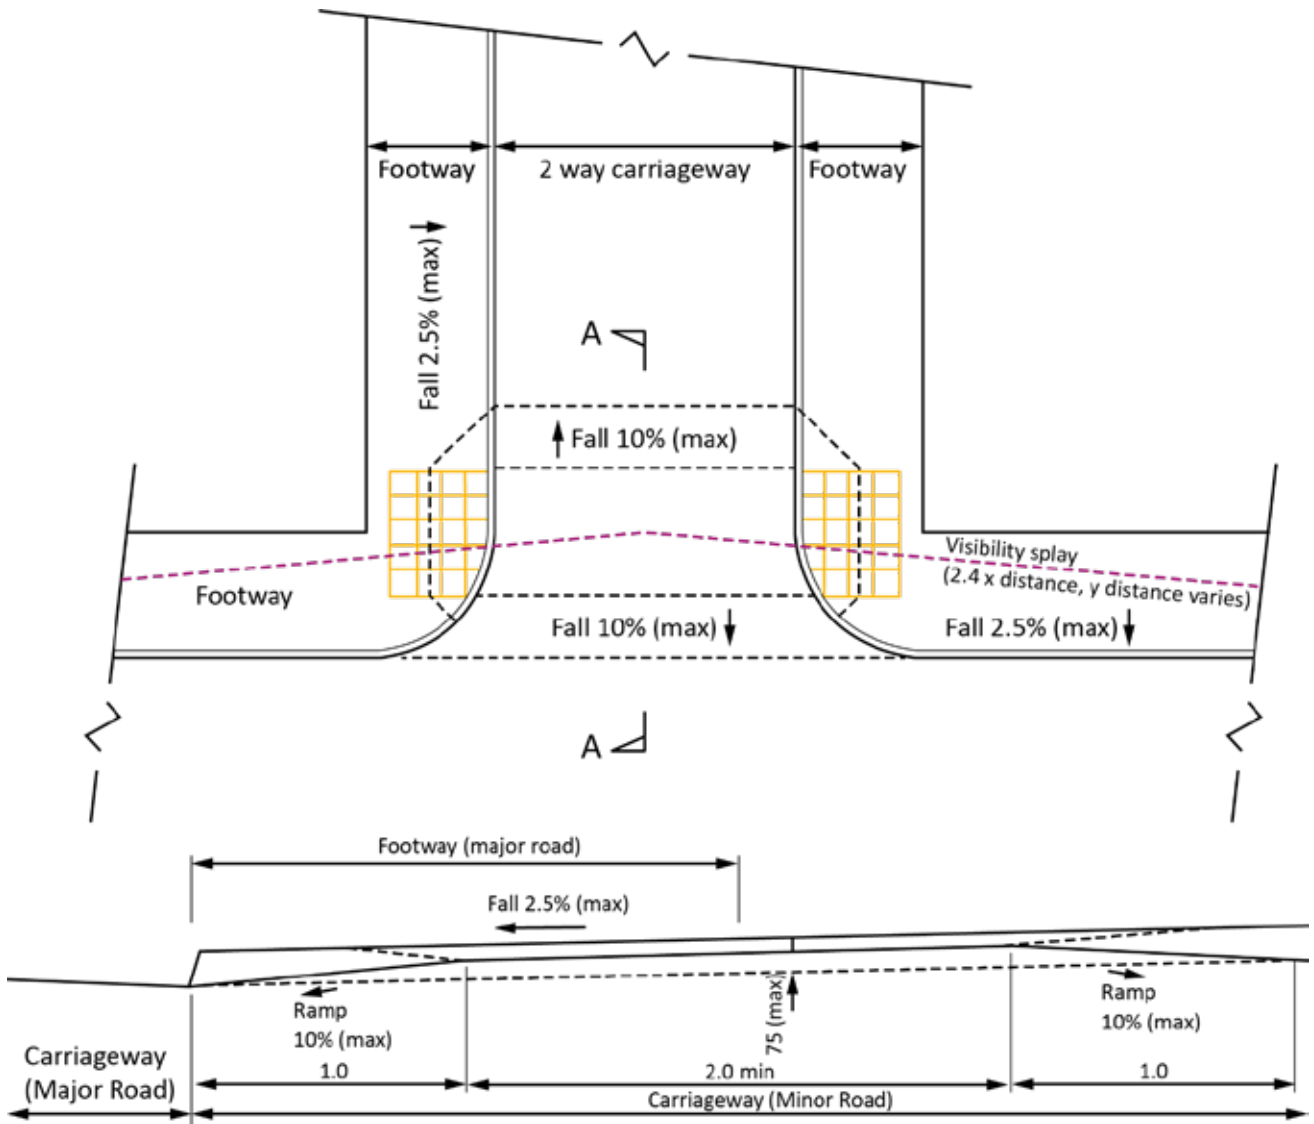 Footway
2 way carriageway
Footway
Fall 2.5% (max)
A
Fall 10% (max)
Visibility splay
(2.4 x distance, y distance varies)
Footway
Fall 10% (max)
Fall 2.5% (max)
A
Footway (major road)
Fall 2.5% (max)
Ramp
10% (max)
75 (max)
Ramp
10% (max)
Carriageway
(Major Road)
1.0
2.0 min
1.0
Carriageway (Minor Road)